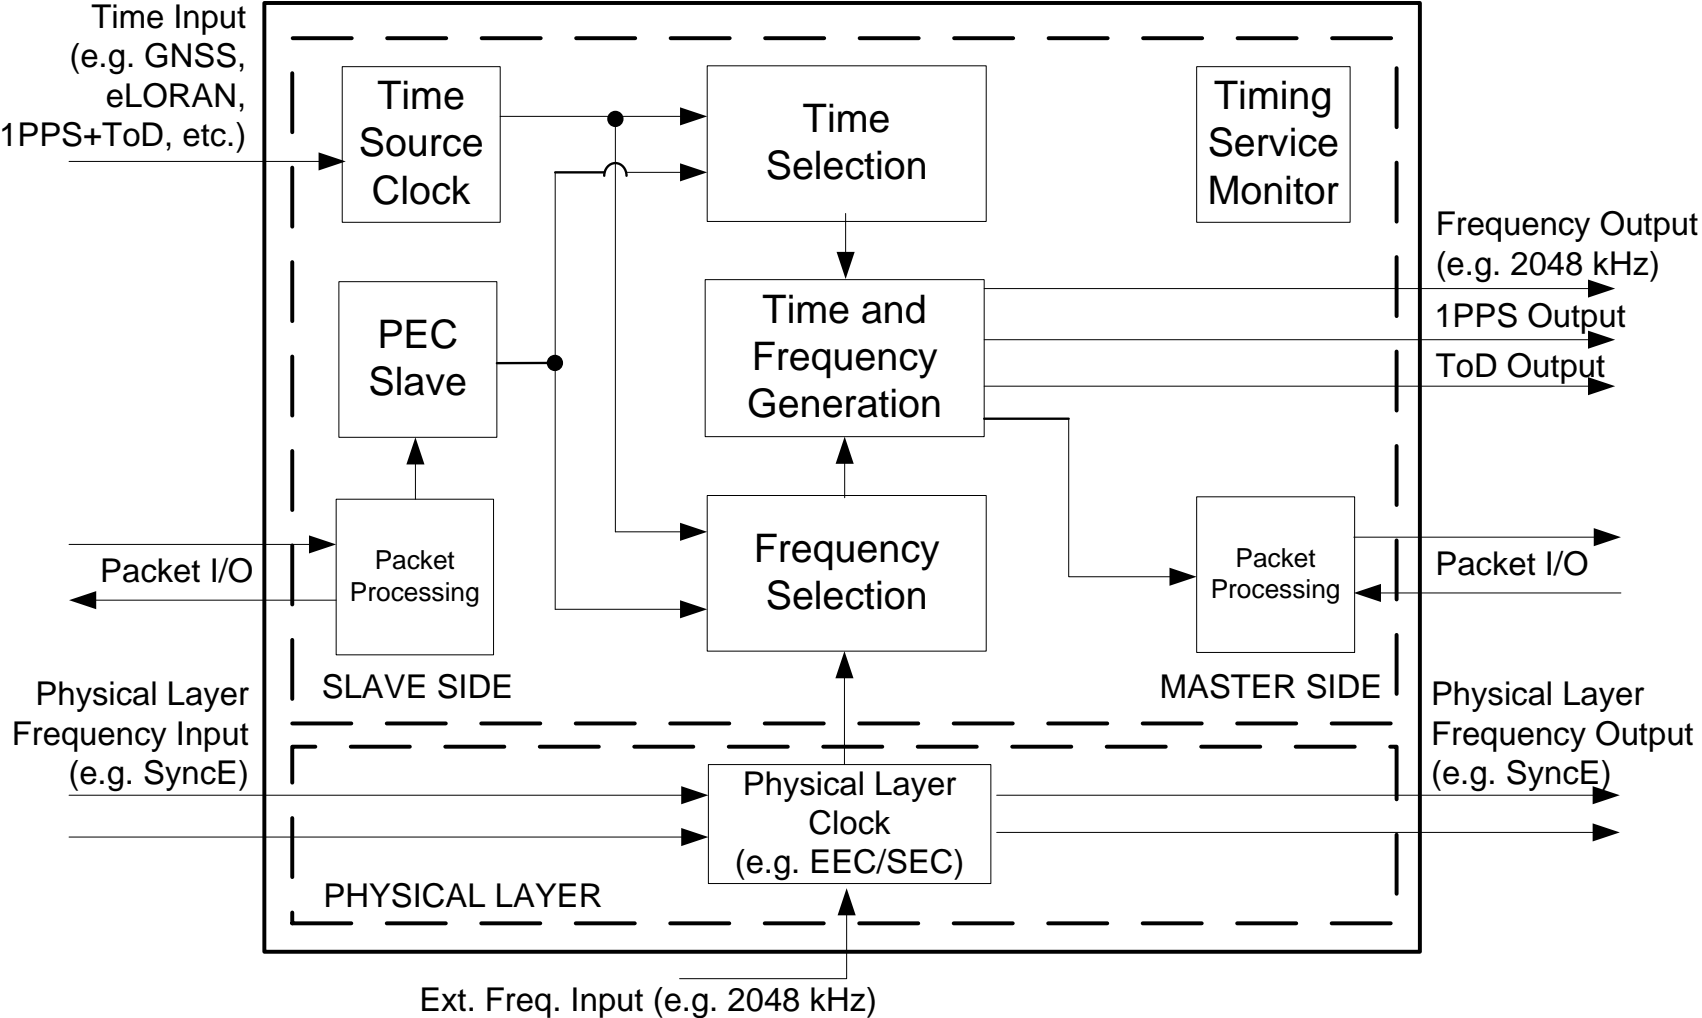 Time Input
(e.g. GNSS,
eLORAN,
1PPS+ToD, etc.)
Time
Source
Clock
Time
Selection
Timing
Service
Monitor
Frequency Output
(e.g. 2048 kHz)
1PPS Output
ToD Output
PEC
Slave
Time and
Frequency
Generation
Packet I/O
Packet
Processing
Frequency
Selection
Packet
Processing
Packet I/O
SLAVE SIDE
MASTER SIDE
Physical Layer
Frequency Input
(e.g. SyncE)
Physical Layer
Clock
(e.g. EEC/SEC)
Physical Layer
Frequency Output
(e.g. SyncE)
PHYSICAL LAYER
Ext. Freq. Input (e.g. 2048 kHz)